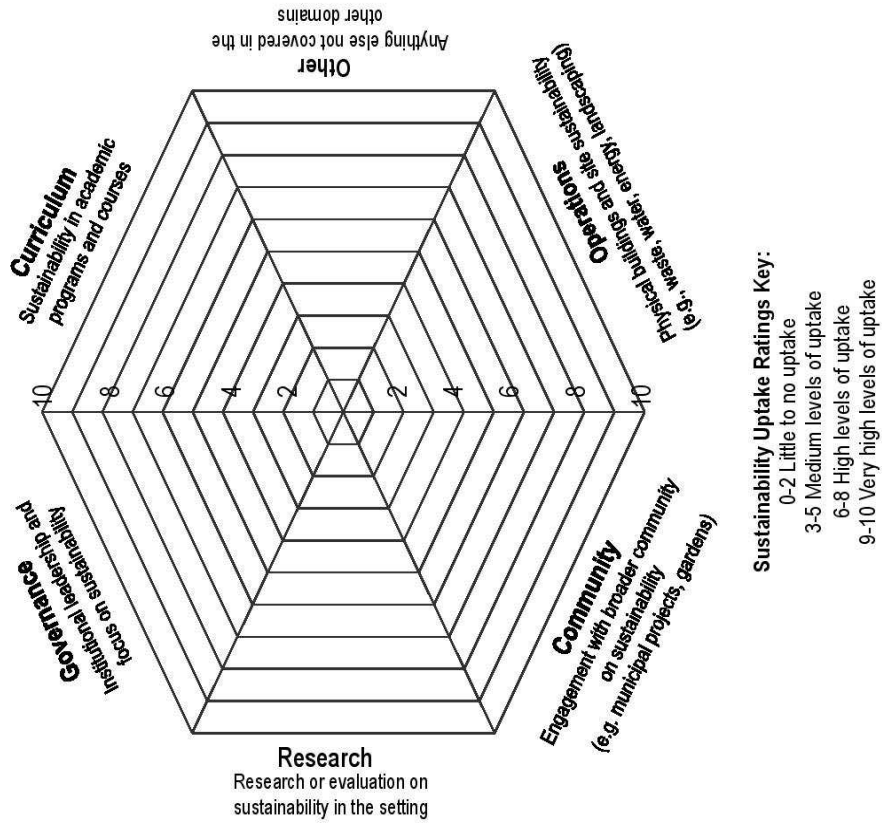 Other
Anything else not covered in the
other domains
Curriculum
Sustainability in academic
programs and courses
Governance
Institutional leadership and
focus on sustainability
10
8
6
4
2
2
4
6
8
10
Operations
Physical buildings and site sustainability
(e.g., waste, water, energy, landscaping)
Research
Research or evaluation on
sustainability in the setting
Community
Engagement with broader community
on sustainability
(e.g. municipal projects, gardens)
Sustainability Uptake Ratings Key:
0-2 Little to no uptake
3-5 Medium levels of uptake
6-8 High levels of uptake
9-10 Very high levels of uptake